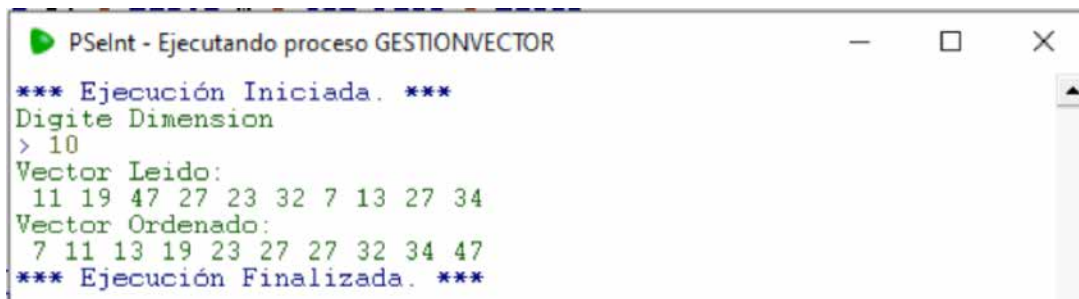 PSeInt - Ejecutando proceso GESTIONVECTOR
*** Ejecución Iniciada. ***
Digite Dimension
> 10
Vector Leido:
11 19 47 27 23 32 7 13 27 34
Vector Ordenado:
7 11 13 19 23 27 27 32 34 47
*** Ejecución Finalizada. ***